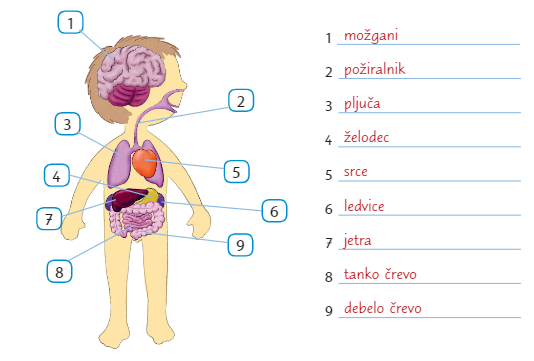 1
2
3
4
5
6
7
8
9
1 možgani
2 požiralnik
3 pljuča
4 želodec
5 srce
6 ledvice
7 jetra
8 tanko črevo
9 debelo črevo